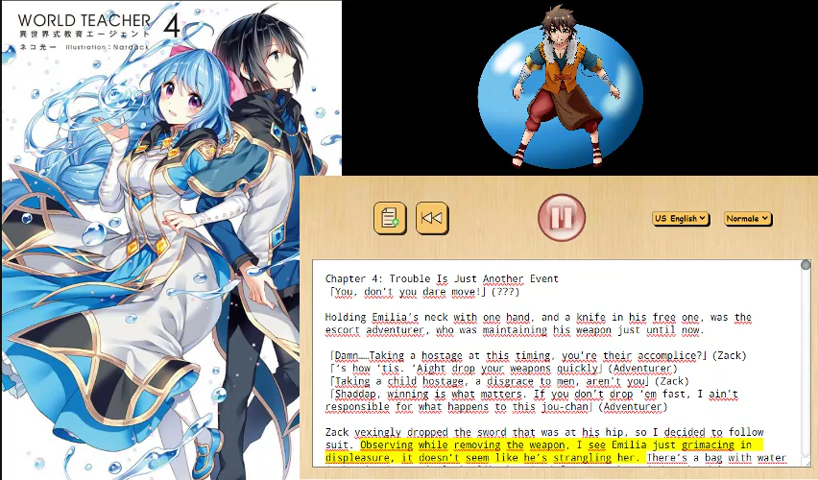 WORLD TEACHER 4
異世界式教育エージェント
ネコ光一 Illustration: Nardack
US English
Normale
Chapter 4: Trouble Is Just Another Event
「You, don't you dare move!」(???)
Holding Emilia's neck with one hand, and a knife in his free one, was the
escort adventurer, who was maintaining his weapon just until now.
「Damn……Taking a hostage at this timing, you're their accomplice?」(Zack)
「's how 'tis. 'Aight drop your weapons quickly」(Adventurer)
「Taking a child hostage, a disgrace to men, aren't you」(Zack)
「Shaddap, winning is what matters. If you don't drop 'em fast, I ain't
responsible for what happens to this jou-chan」(Adventurer)
Zack vexingly dropped the sword that was at his hip, so I decided to follow
suit. Observing while removing the weapon, I see Emilia just grimacing in
displeasure, it doesn't seem like he's strangling her. There's a bag with water